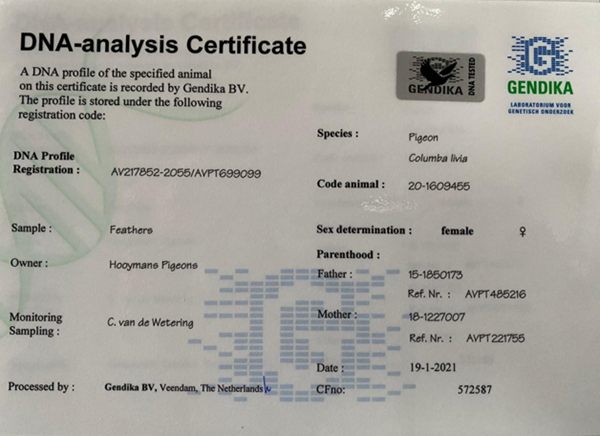 DNA-analysis Certificate
A DNA profile of the specified animal
on this certificate is recorded by Gendika BV.
The profile is stored under the following
registration code:
GENDIKA
DNA TESTED
GENDIKA
LABORATORIUM VOOR
GENETISCH ONDERZOEK
Species : Pigeon
Columba livia
DNA Profile
Registration : AV217852-2055/AVPT699099
Code animal : 20-1609455
Sample : Feathers
Sex determination : female ♀
Owner : Hooymans Pigeons
Parenthood :
Father : 15-1850173
Ref. Nr. : AVPT485216
Monitoring
Sampling : C. van de Wetering
Mother : 18-1227007
Ref. Nr. : AVPT221755
Date : 19-1-2021
Processed by : Gendika BV, Veendam, The Netherlands
CFno: 572587